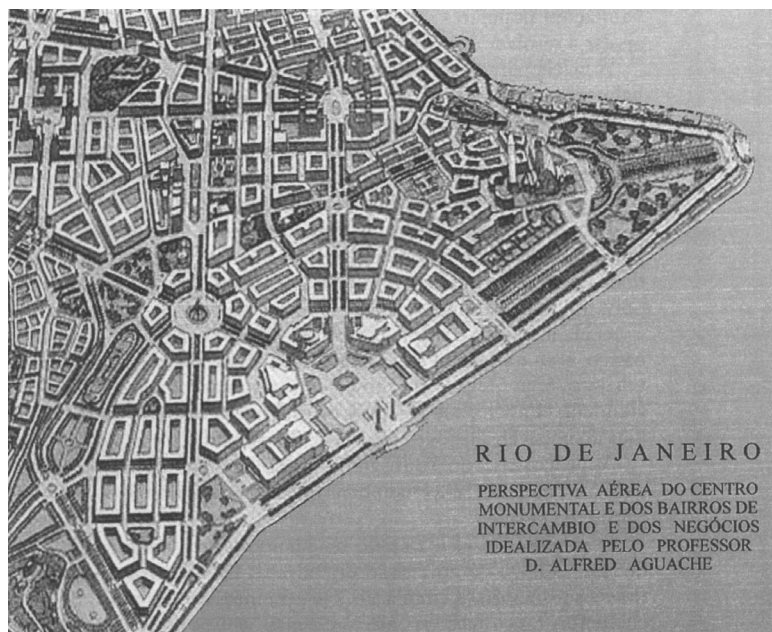 RIO DE JANEIRO
PERSPECTIVA AÉREA DO CENTRO
MONUMENTAL E DOS BAIRROS DE
INTERCAMBIO E DOS NEGÓCIOS
IDEALIZADA PELO PROFESSOR
D. ALFRED AGUACHE